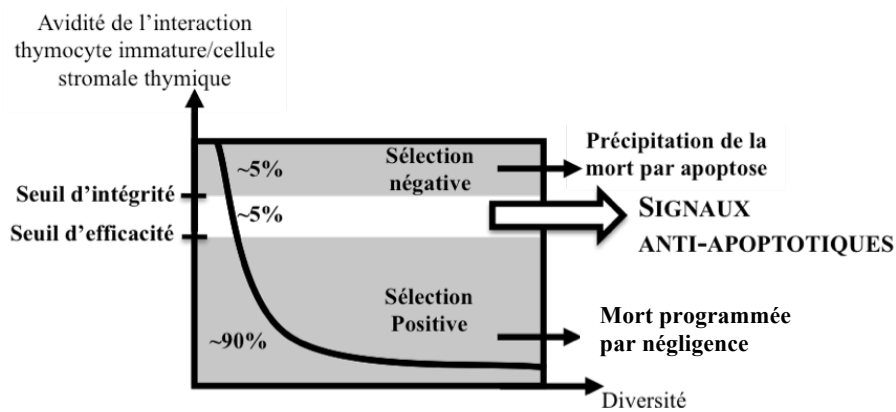 Avidité de l'interaction
thymocyte immature/cellule
stromale thymique
~5%
Sélection
négative
Précipitation de la
mort par apoptose
Seuil d'intégrité
~5%
SIGNAUX
ANTI-APOPTOTIQUES
Seuil d'efficacité
Sélection
Positive
~90%
Mort programmée
par négligence
Diversité